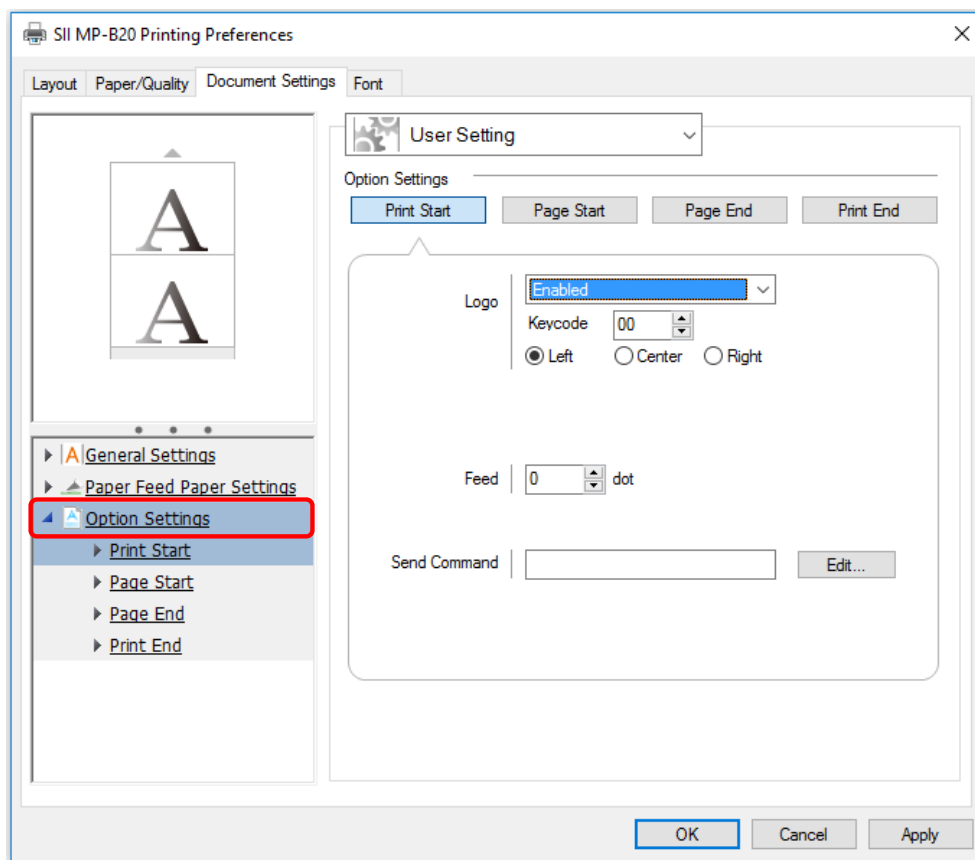 SII MP-B20 Printing Preferences
Layout Paper/Quality Document Settings Font
A
A
General Settings
Paper Feed Paper Settings
Option Settings
Print Start
Page Start
Page End
Print End
User Setting
Option Settings
Print Start Page Start Page End Print End
Logo Enabled
Keycode 00
Left Center Right
Feed 0 dot
Send Command Edit...
OK Cancel Apply